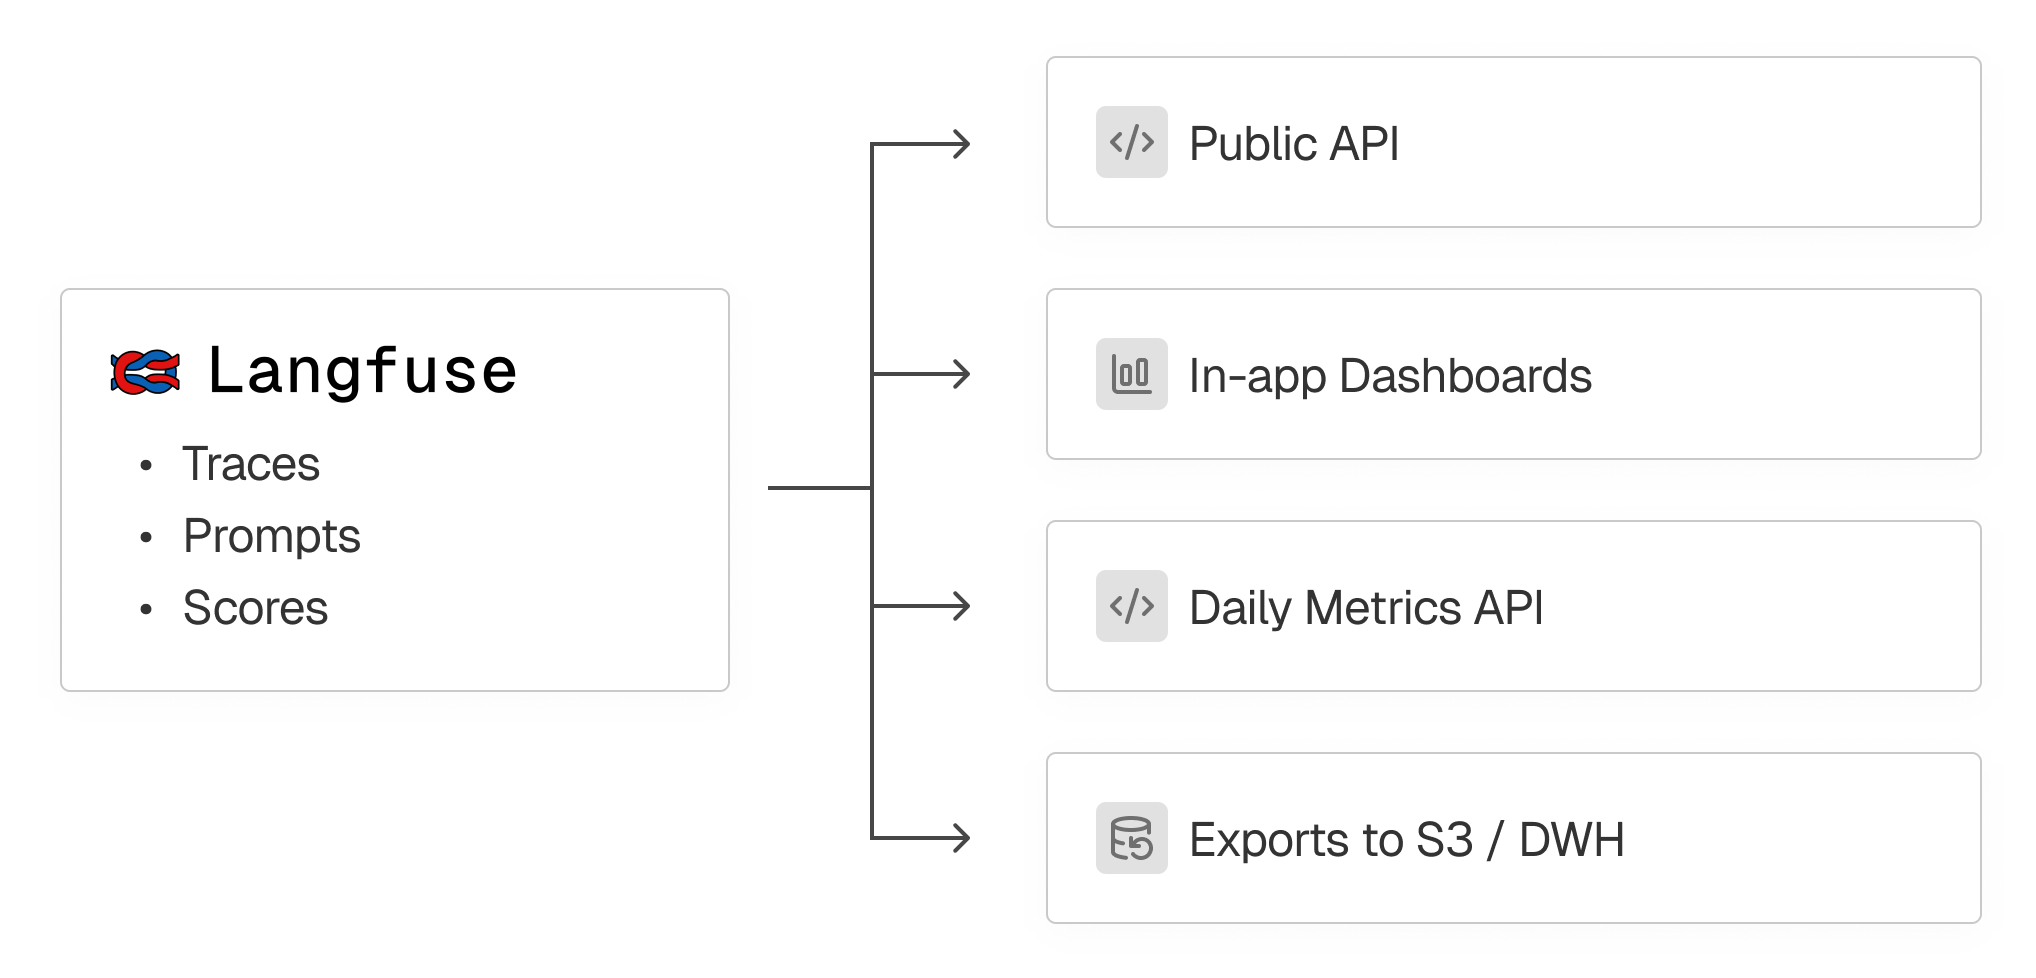 Langfuse
• Traces
• Prompts
• Scores
Public API
In-app Dashboards
Daily Metrics API
Exports to S3 / DWH